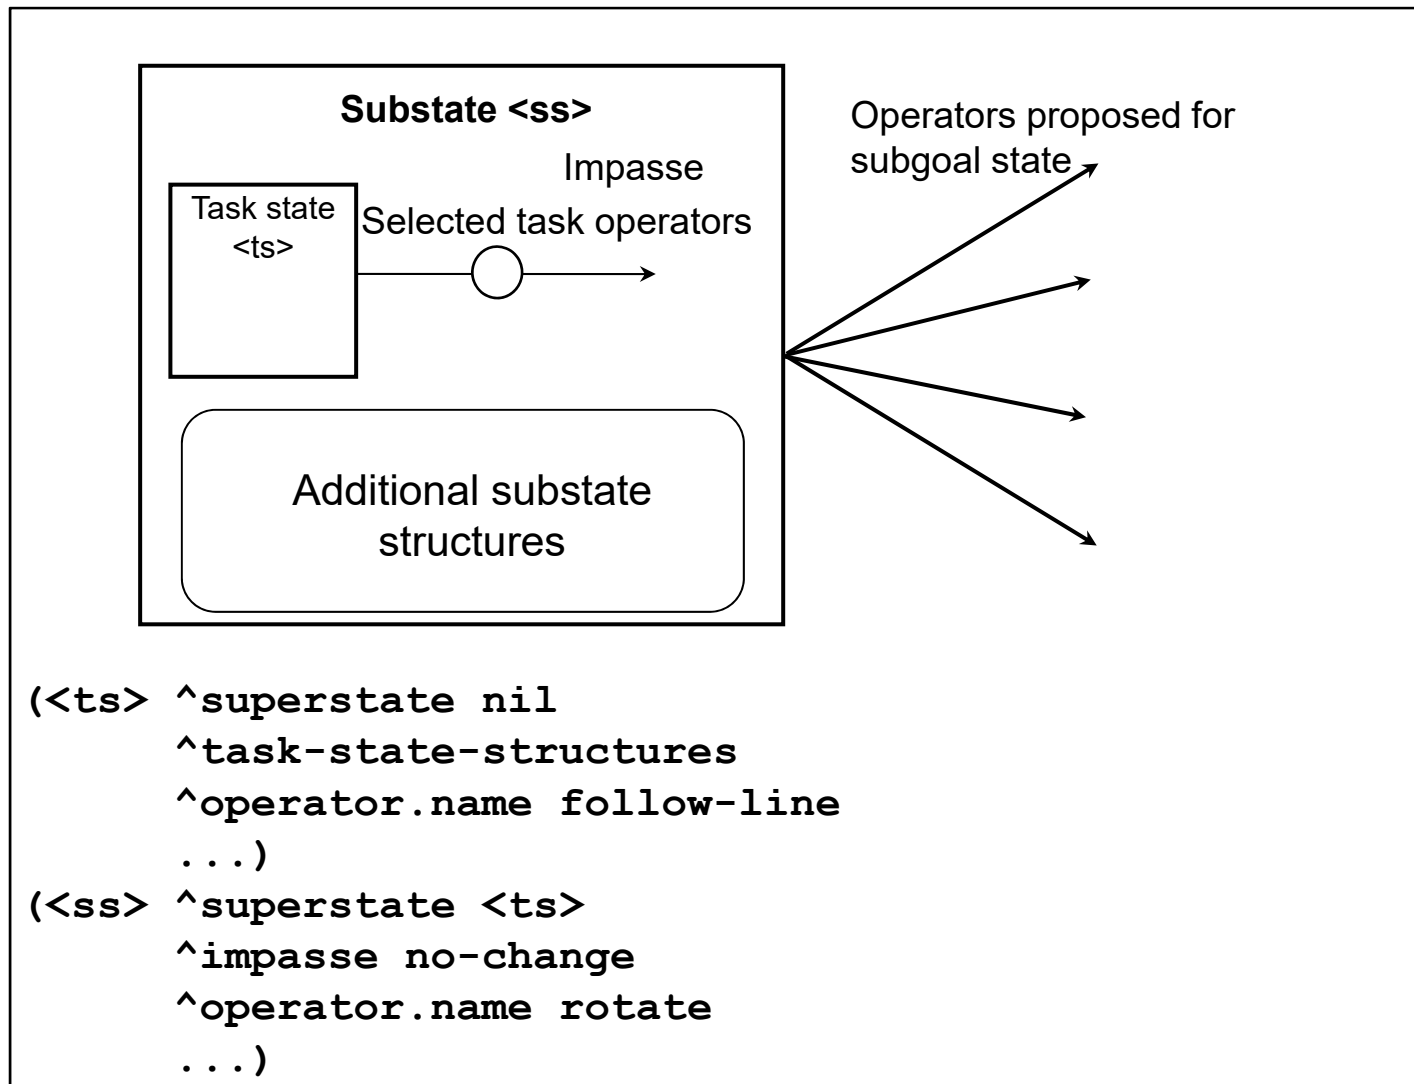 Substate <ss>
Impasse
Task state
<ts>
Selected task operators
Additional substate
structures
Operators proposed for
subgoal state
(<ts> ^superstate nil
^task-state-structures
^operator.name follow-line
...)
(<ss> ^superstate <ts>
^impasse no-change
^operator.name rotate
...)